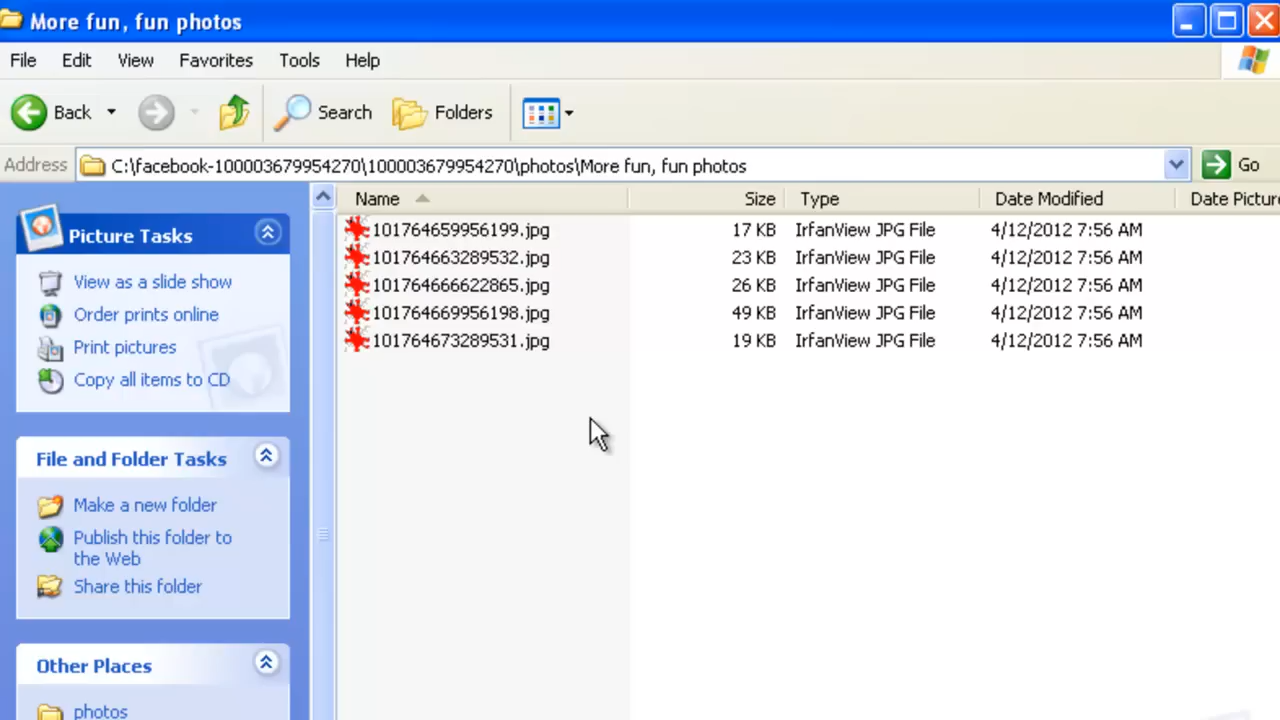 More fun, fun photos
File Edit View Favorites Tools Help
Back Search Folders
Address C:\facebook-100003679954270\100003679954270\photos\More fun, fun photos Go
Name Size Type Date Modified Date Picture
Picture Tasks
View as a slide show
Order prints online
Print pictures
Copy all items to CD
101764659956199.jpg 17 KB IrfanView JPG File 4/12/2012 7:56 AM
101764663289532.jpg 23 KB IrfanView JPG File 4/12/2012 7:56 AM
101764666622865.jpg 26 KB IrfanView JPG File 4/12/2012 7:56 AM
101764669956198.jpg 49 KB IrfanView JPG File 4/12/2012 7:56 AM
101764673289531.jpg 19 KB IrfanView JPG File 4/12/2012 7:56 AM
File and Folder Tasks
Make a new folder
Publish this folder to
the Web
Share this folder
Other Places
photos